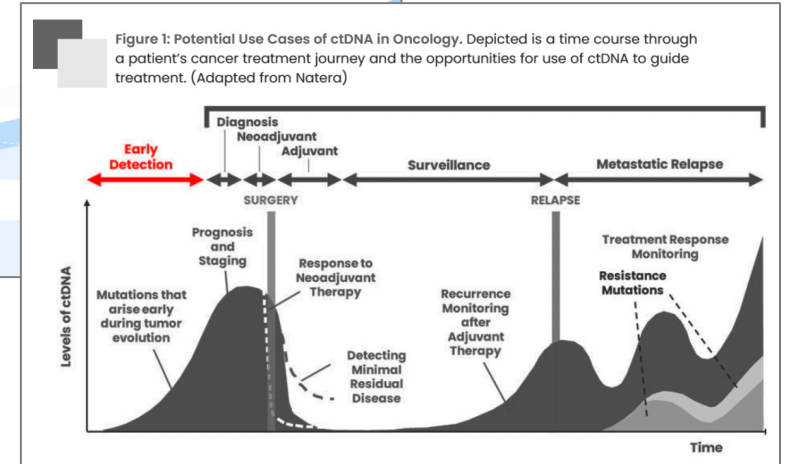 Figure 1: Potential Use Cases of ctDNA in Oncology. Depicted is a time course through
a patient's cancer treatment journey and the opportunities for use of ctDNA to guide
treatment. (Adapted from Natera)
Diagnosis
Neoadjuvant
Adjuvant
Early
Detection
Surveillance
Metastatic Relapse
SURGERY
RELAPSE
Prognosis
and
Staging
Response to
Neoadjuvant
Therapy
Treatment Response
Monitoring
Resistance
Mutations
Mutations that
arise early
during tumor
evolution
Recurrence
Monitoring
after
Adjuvant
Therapy
Detecting
Minimal
Residual
Disease
Levels of ctDNA
Time